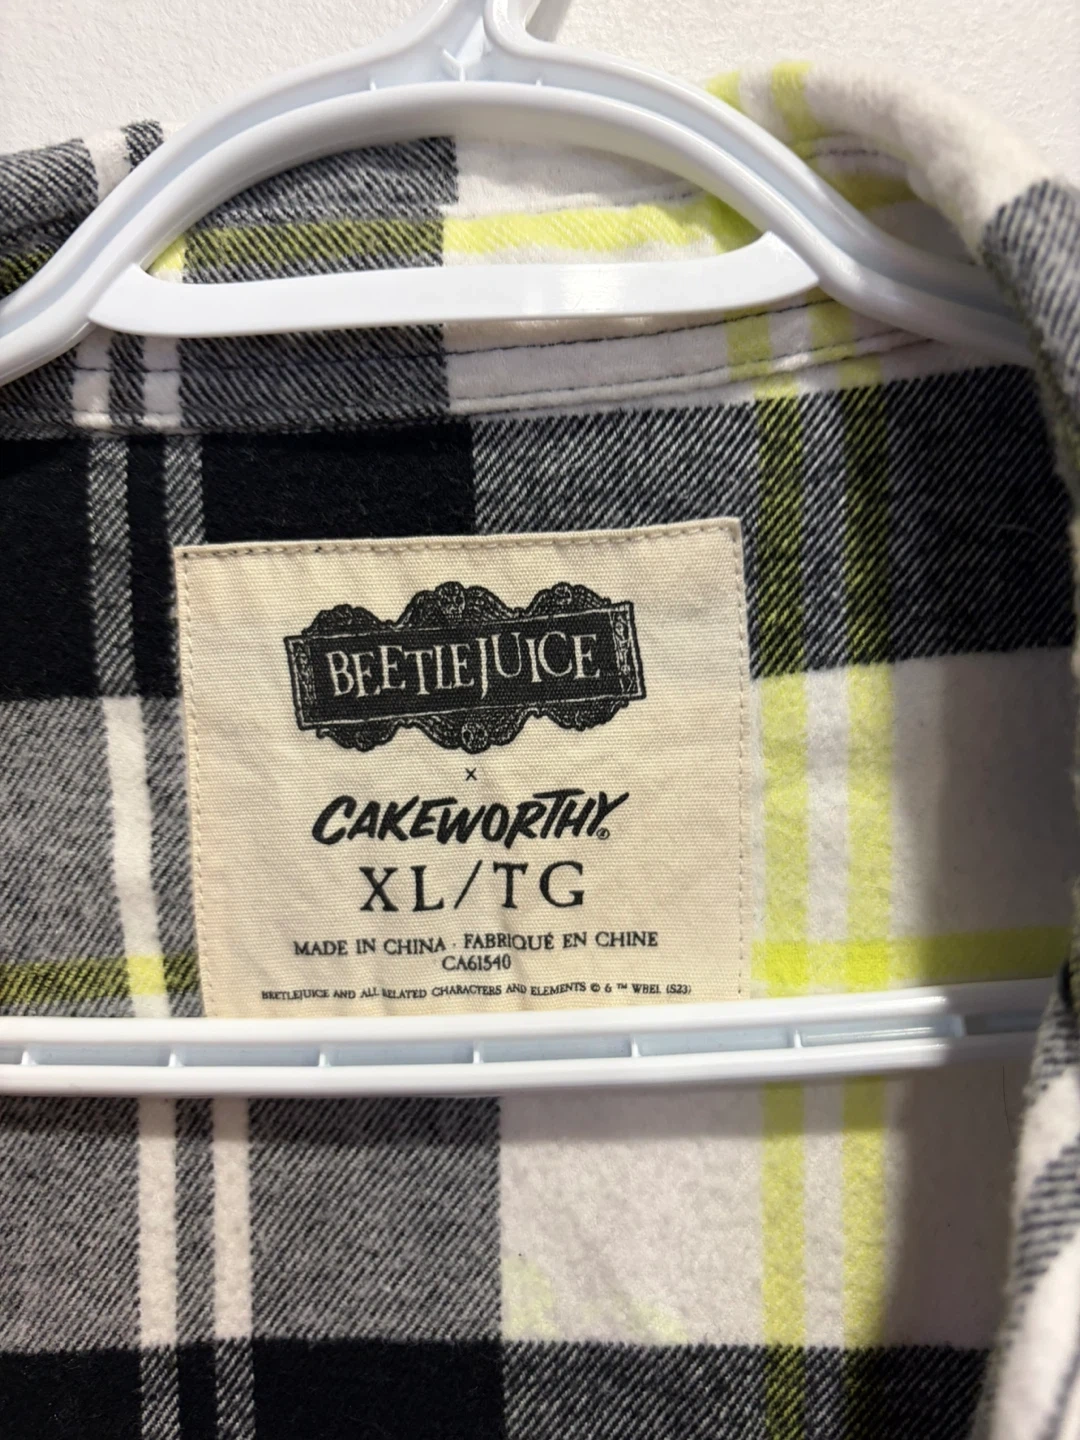 BEETLEJUICE
x
CAKEWORTHY®
XL/TG
MADE IN CHINA · FABRIQUÉ EN CHINE
CA61540
BEETLEJUICE AND ALL RELATED CHARACTERS AND ELEMENTS © & ™ WBEI. (S23)